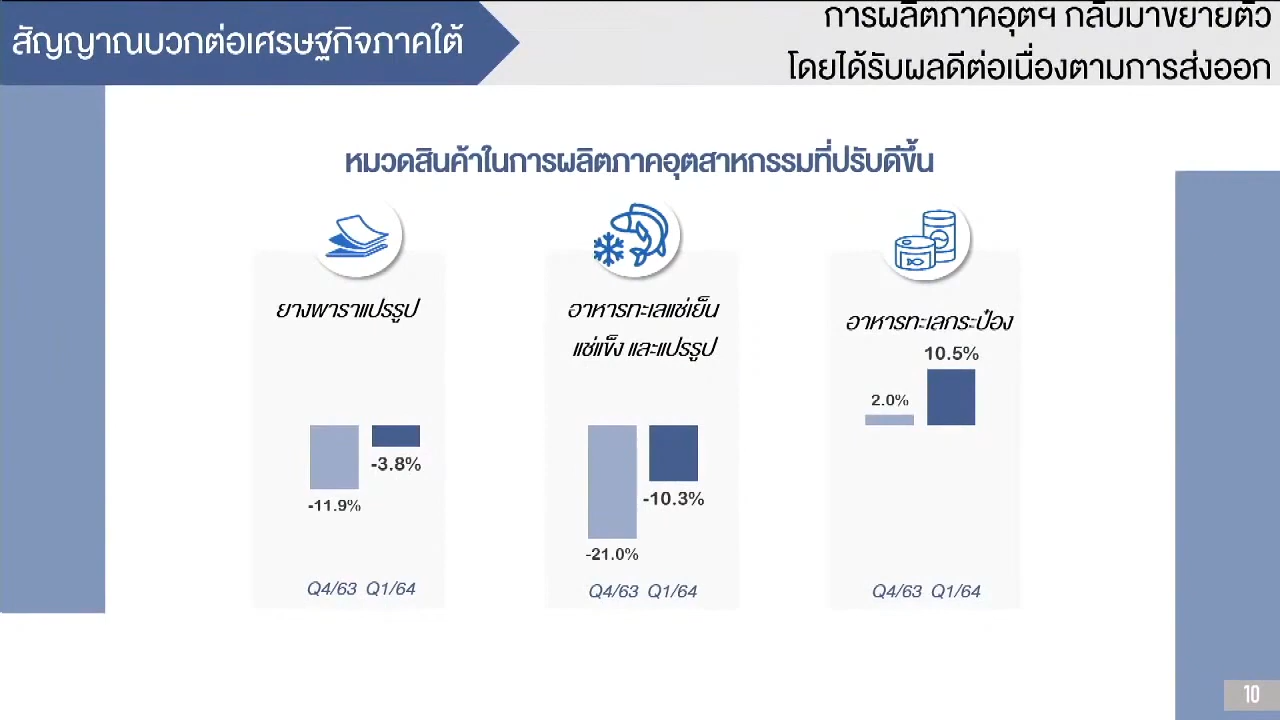 สัญญาณบวกต่อเศรษฐกิจภาคใต้
การผลิตภาคอุตฯ กลับมาขยายตัว
โดยได้รับผลดีต่อเนื่องตามการส่งออก
หมวดสินค้าในการผลิตภาคอุตสาหกรรมที่ปรับดีขึ้น
ยางพาราแปรรูป
-11.9%
-3.8%
Q4/63 Q1/64
อาหารทะเลแช่เย็น
แช่แข็ง และแปรรูป
-21.0%
-10.3%
Q4/63 Q1/64
อาหารทะเลกระป๋อง
2.0%
10.5%
Q4/63 Q1/64
10